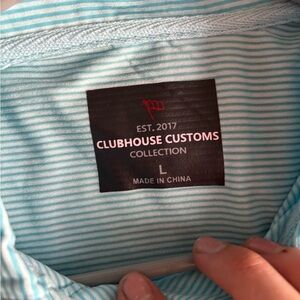 EST. 2017
CLUBHOUSE CUSTOMS
COLLECTION
L
MADE IN CHINA